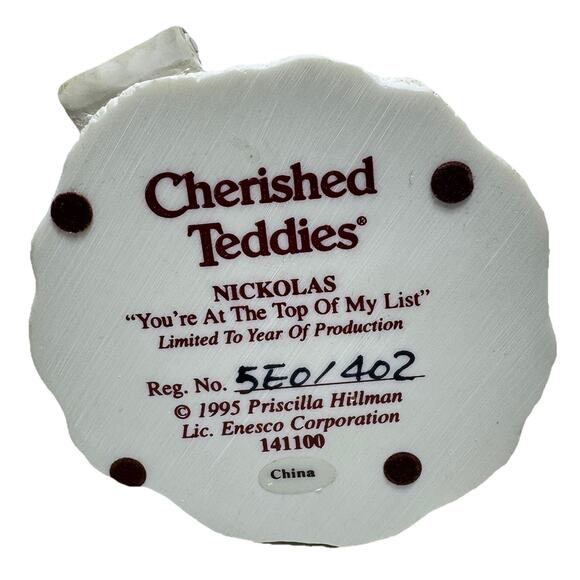 Cherished
Teddies®
NICKOLAS
"You're At The Top Of My List"
Limited To Year Of Production
Reg. No. 5E0/402
© 1995 Priscilla Hillman
Lic. Enesco Corporation
141100
China